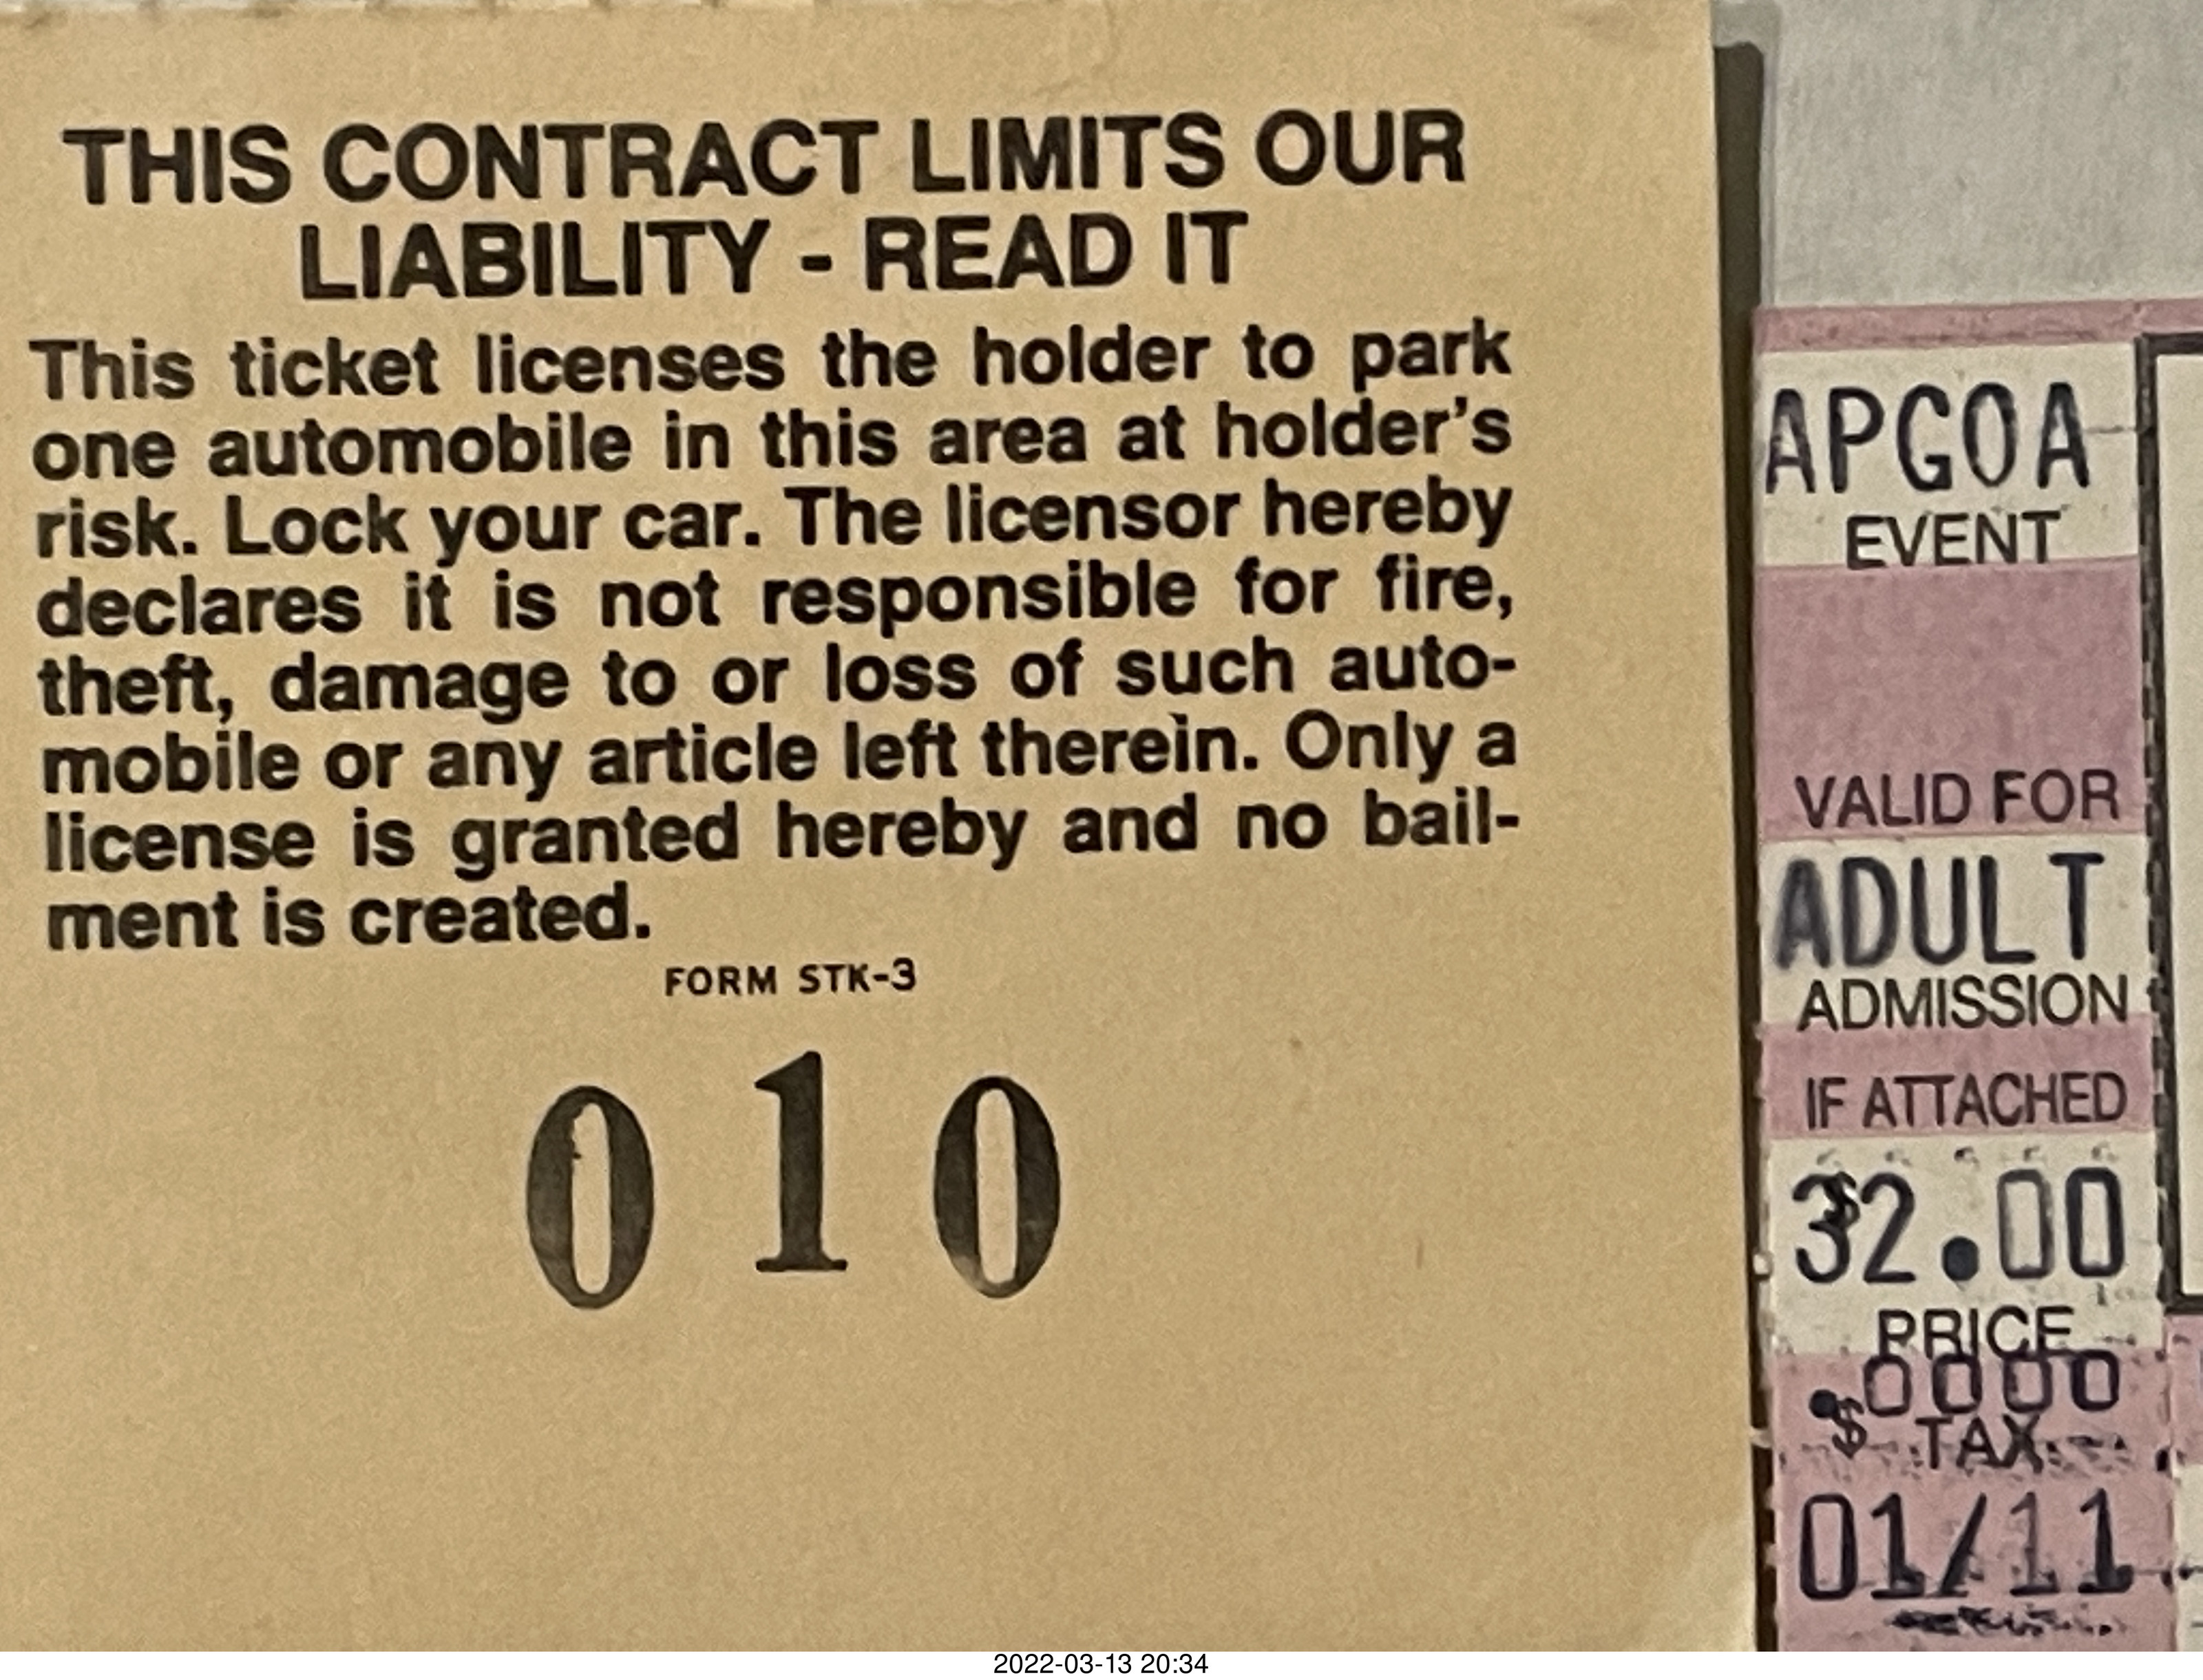 THIS CONTRACT LIMITS OUR
LIABILITY - READ IT
This ticket licenses the holder to park
one automobile in this area at holder's
risk. Lock your car. The licensor hereby
declares it is not responsible for fire,
theft, damage to or loss of such auto-
mobile or any article left therein. Only a
license is granted hereby and no bail-
ment is created.
FORM STK-3
010
APGOA
EVENT
VALID FOR
ADULT
ADMISSION
IF ATTACHED
$32.00
PRICE
.0000
$ TAX
01/11
2022-03-13 20:34